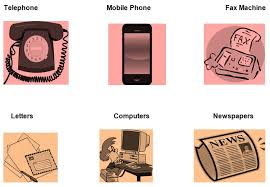 Telephone
Mobile Phone
Fax Machine
FAX
Letters
Computers
Newspapers
NEWS